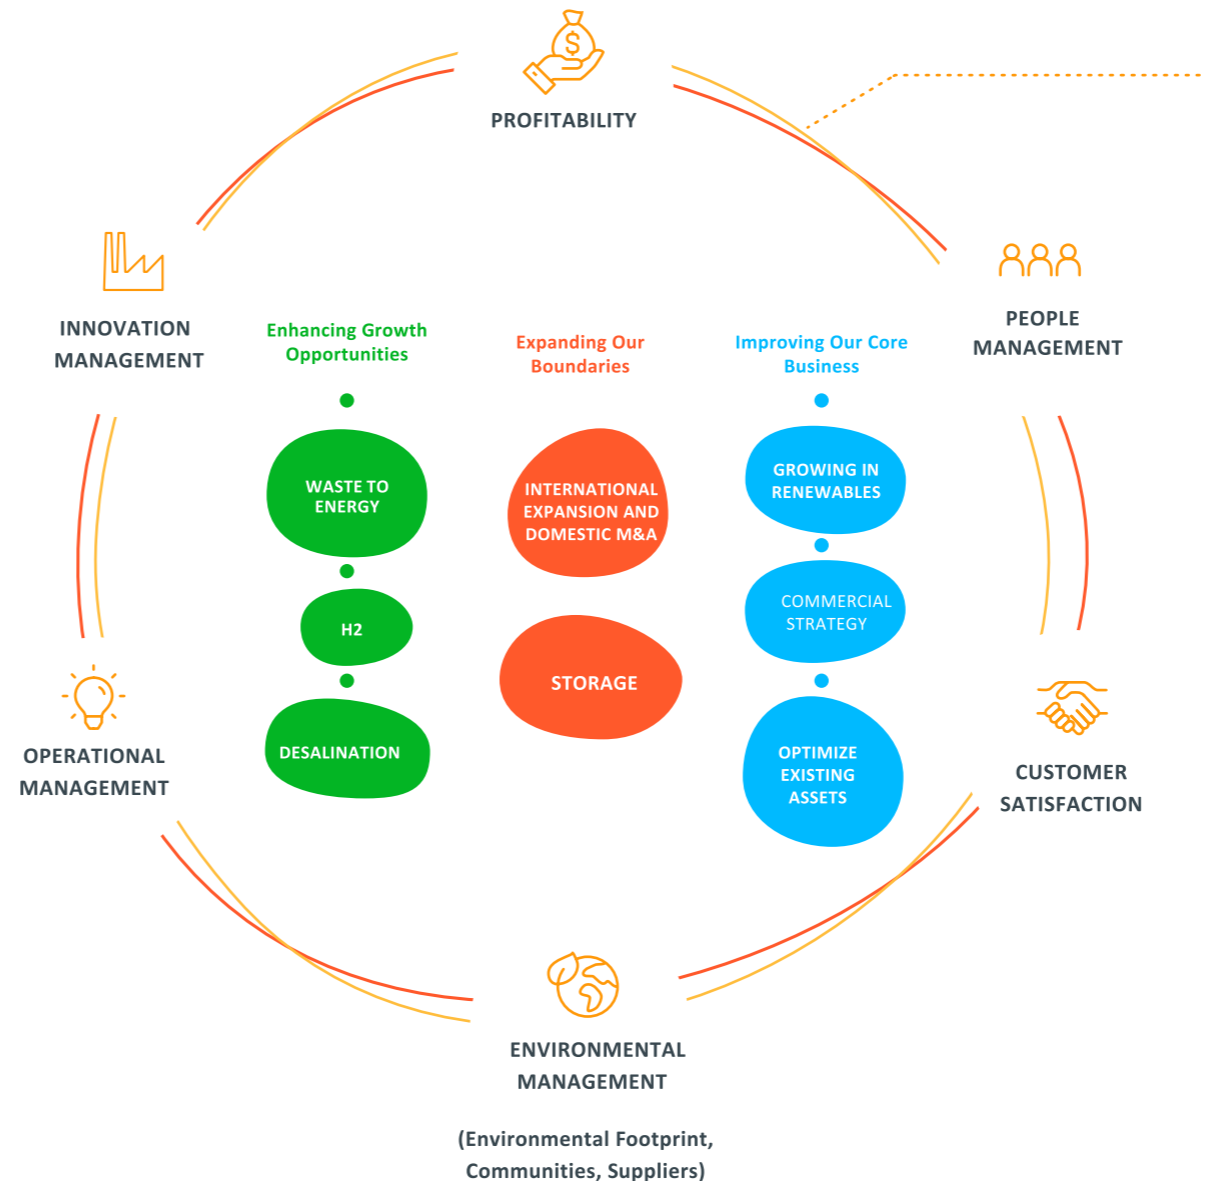 PROFITABILITY
INNOVATION
MANAGEMENT
PEOPLE
MANAGEMENT
Enhancing Growth
Opportunities
WASTE TO
ENERGY
H2
DESALINATION
Expanding Our
Boundaries
INTERNATIONAL
EXPANSION AND
DOMESTIC M&A
STORAGE
Improving Our Core
Business
GROWING IN
RENEWABLES
COMMERCIAL
STRATEGY
OPTIMIZE
EXISTING
ASSETS
OPERATIONAL
MANAGEMENT
CUSTOMER
SATISFACTION
ENVIRONMENTAL
MANAGEMENT
(Environmental Footprint,
Communities, Suppliers)